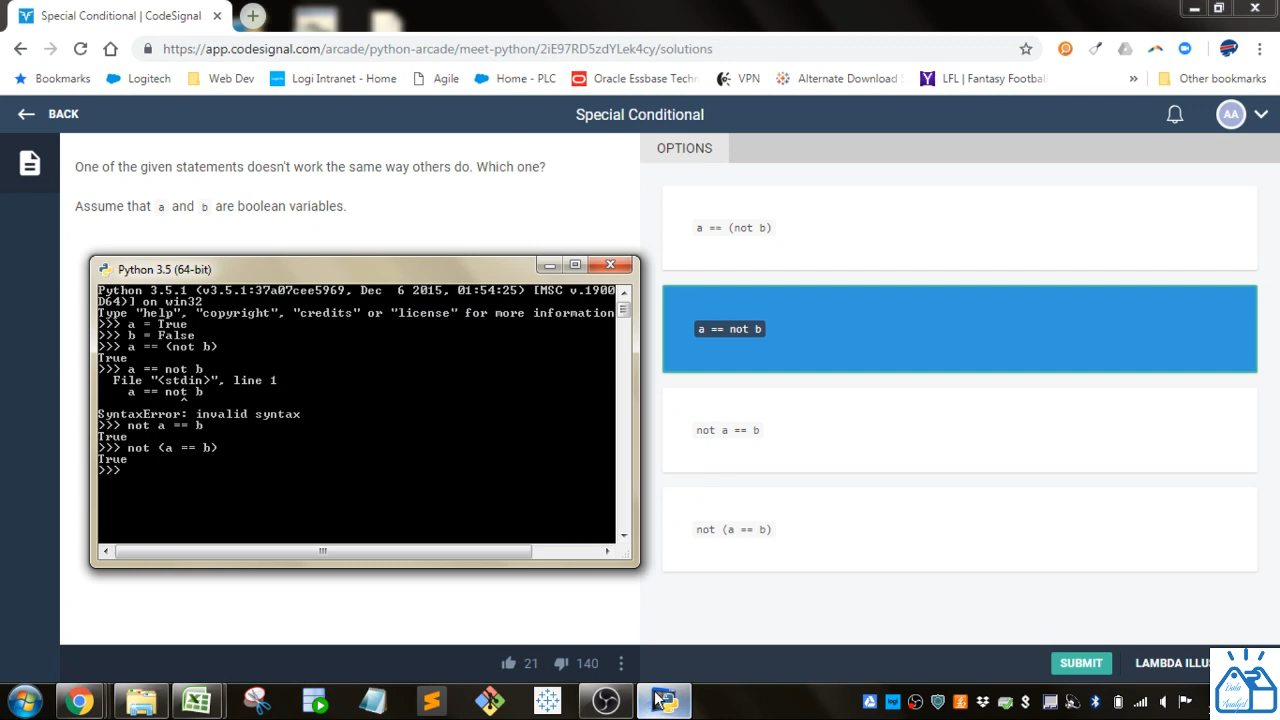 Special Conditional | CodeSignal
https://app.codesignal.com/arcade/python-arcade/meet-python/2iE97RD5zdYLek4cy/solutions
Bookmarks Logitech Web Dev Logi Intranet - Home Agile Home - PLC Oracle Essbase Techn VPN Alternate Download LFL | Fantasy Football » Other bookmarks
BACK Special Conditional AA
One of the given statements doesn't work the same way others do. Which one?
Assume that a and b are boolean variables.
Python 3.5 (64-bit)
Python 3.5.1 (v3.5.1:37a07cee5969, Dec 6 2015, 01:54:25) [MSC v.1900
D64)] on win32
Type "help", "copyright", "credits" or "license" for more information
>>> a = True
>>> b = False
>>> a == (not b)
True
>>> a == not b
File "<stdin>", line 1
a == not b
^
SyntaxError: invalid syntax
>>> not a == b
True
>>> not (a == b)
True
>>>
OPTIONS
a == (not b)
a == not b
not a == b
not (a == b)
21 140
SUBMIT LAMBDA ILLUS
Data
Analyst